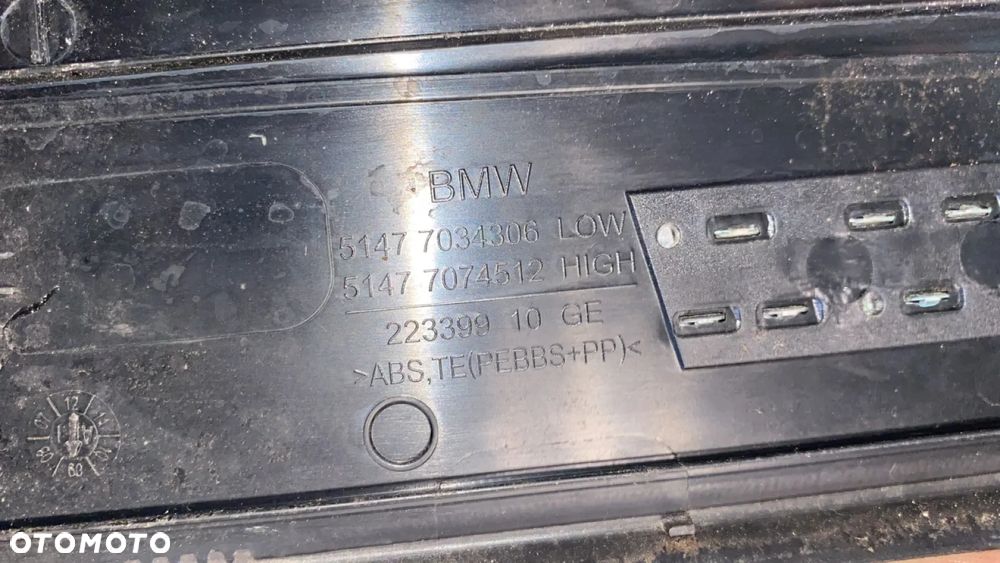 BMW
5147 7034306 LOW
5147 7074512 HIGH
223399 10 GE
>ABS,TE(PEBBS+PP)<
OTOMOTO